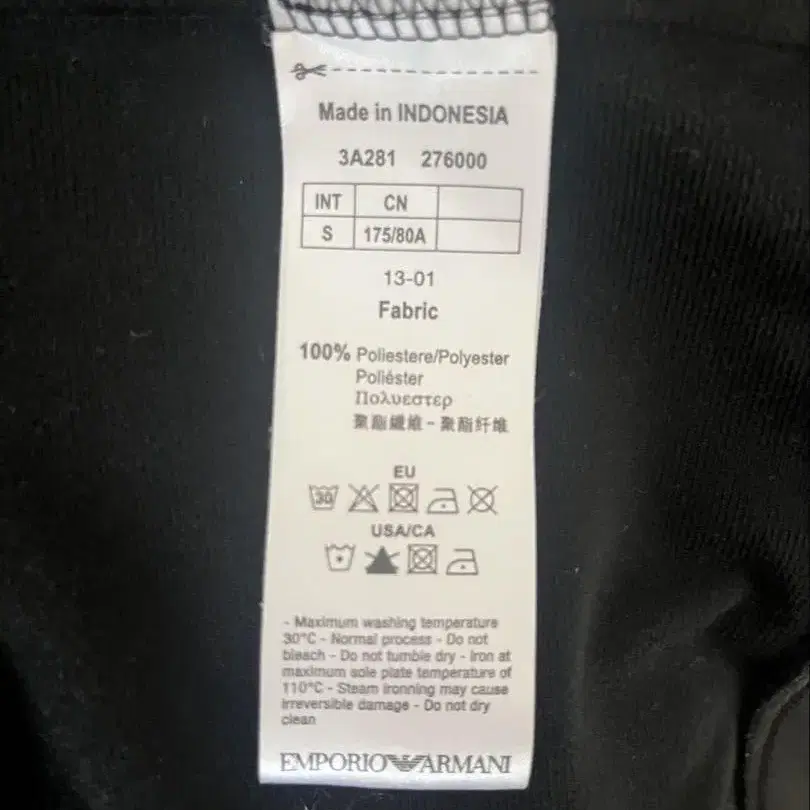 Made in INDONESIA
3A281 276000
INT CN
S 175/80A
13-01
Fabric
100% Poliestere/Polyester
Poliéster
Πολυεστερ
聚酯纖維 - 聚酯纤维
EU
30
USA/CA
- Maximum washing temperature
30°C - Normal process - Do not
bleach - Do not tumble dry - Iron at
maximum sole plate temperature of
110°C - Steam ironning may cause
irreversible damage - Do not dry
clean
EMPORIO ARMANI